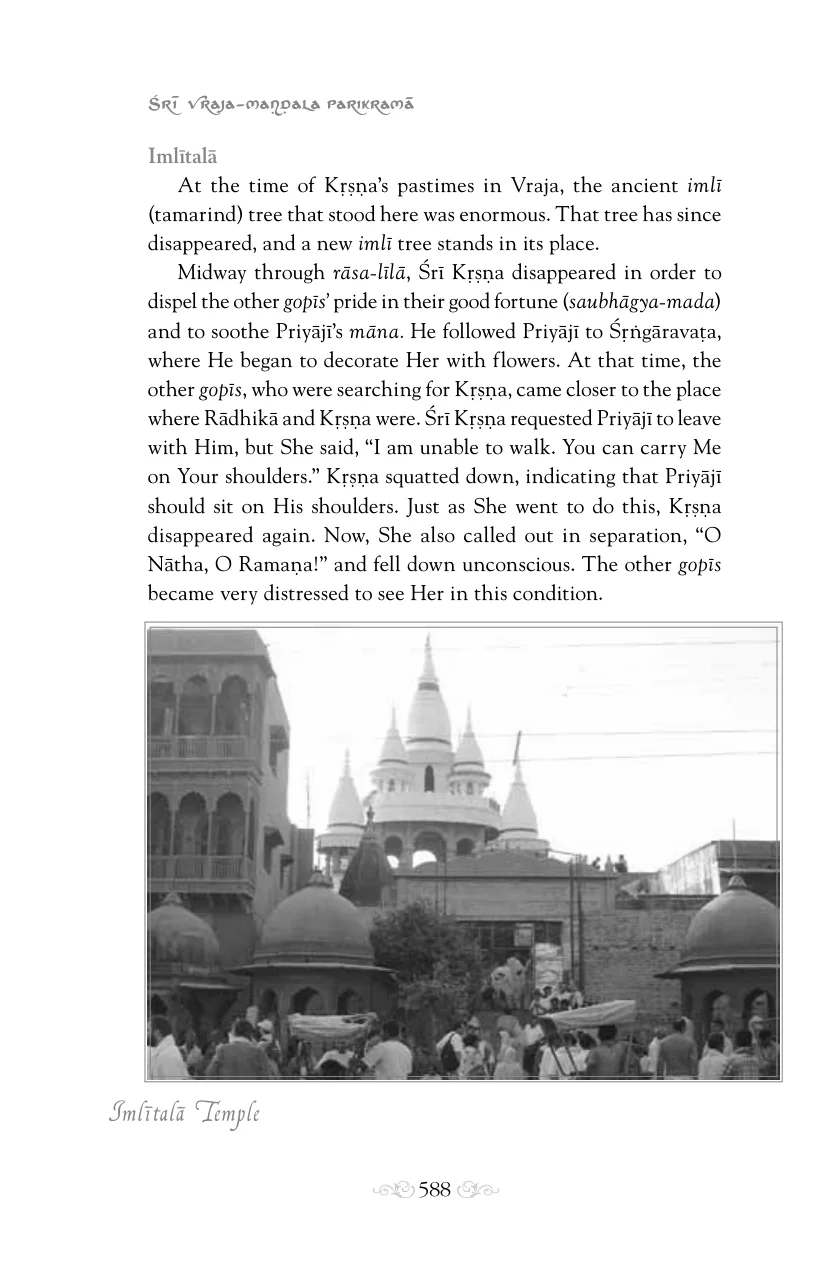 Śrī Vraja-maṇḍala Parikramā
Imlītalā
At the time of Kṛṣṇa’s pastimes in Vraja, the ancient imlī
(tamarind) tree that stood here was enormous. That tree has since
disappeared, and a new imlī tree stands in its place.
Midway through rāsa-līlā, Śrī Kṛṣṇa disappeared in order to
dispel the other gopīs’ pride in their good fortune (saubhāgya-mada)
and to soothe Priyājī’s māna. He followed Priyājī to Śṛṅgāravaṭa,
where He began to decorate Her with flowers. At that time, the
other gopīs, who were searching for Kṛṣṇa, came closer to the place
where Rādhikā and Kṛṣṇa were. Śrī Kṛṣṇa requested Priyājī to leave
with Him, but She said, “I am unable to walk. You can carry Me
on Your shoulders.” Kṛṣṇa squatted down, indicating that Priyājī
should sit on His shoulders. Just as She went to do this, Kṛṣṇa
disappeared again. Now, She also called out in separation, “O
Nātha, O Ramaṇa!” and fell down unconscious. The other gopīs
became very distressed to see Her in this condition.
Imlītalā Temple
588